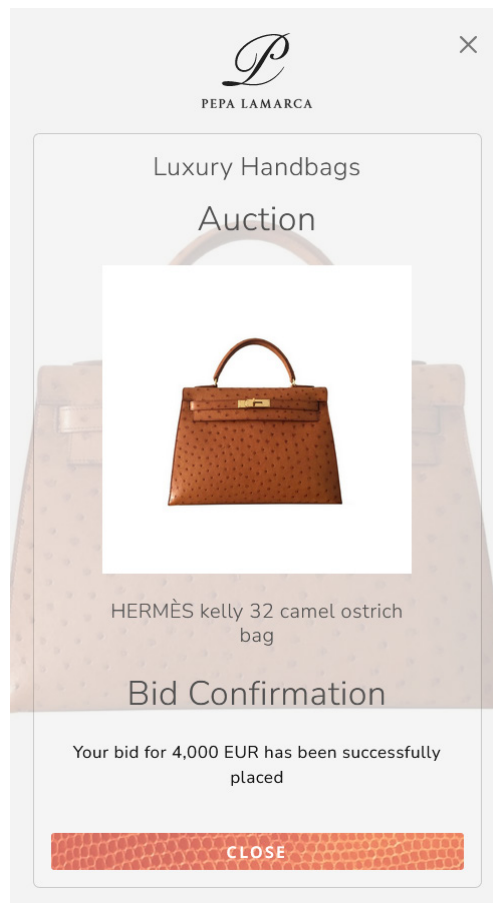 P
PEPA LAMARCA
Luxury Handbags
Auction
HERMÈS kelly 32 camel ostrich
bag
Bid Confirmation
Your bid for 4,000 EUR has been successfully
placed
CLOSE